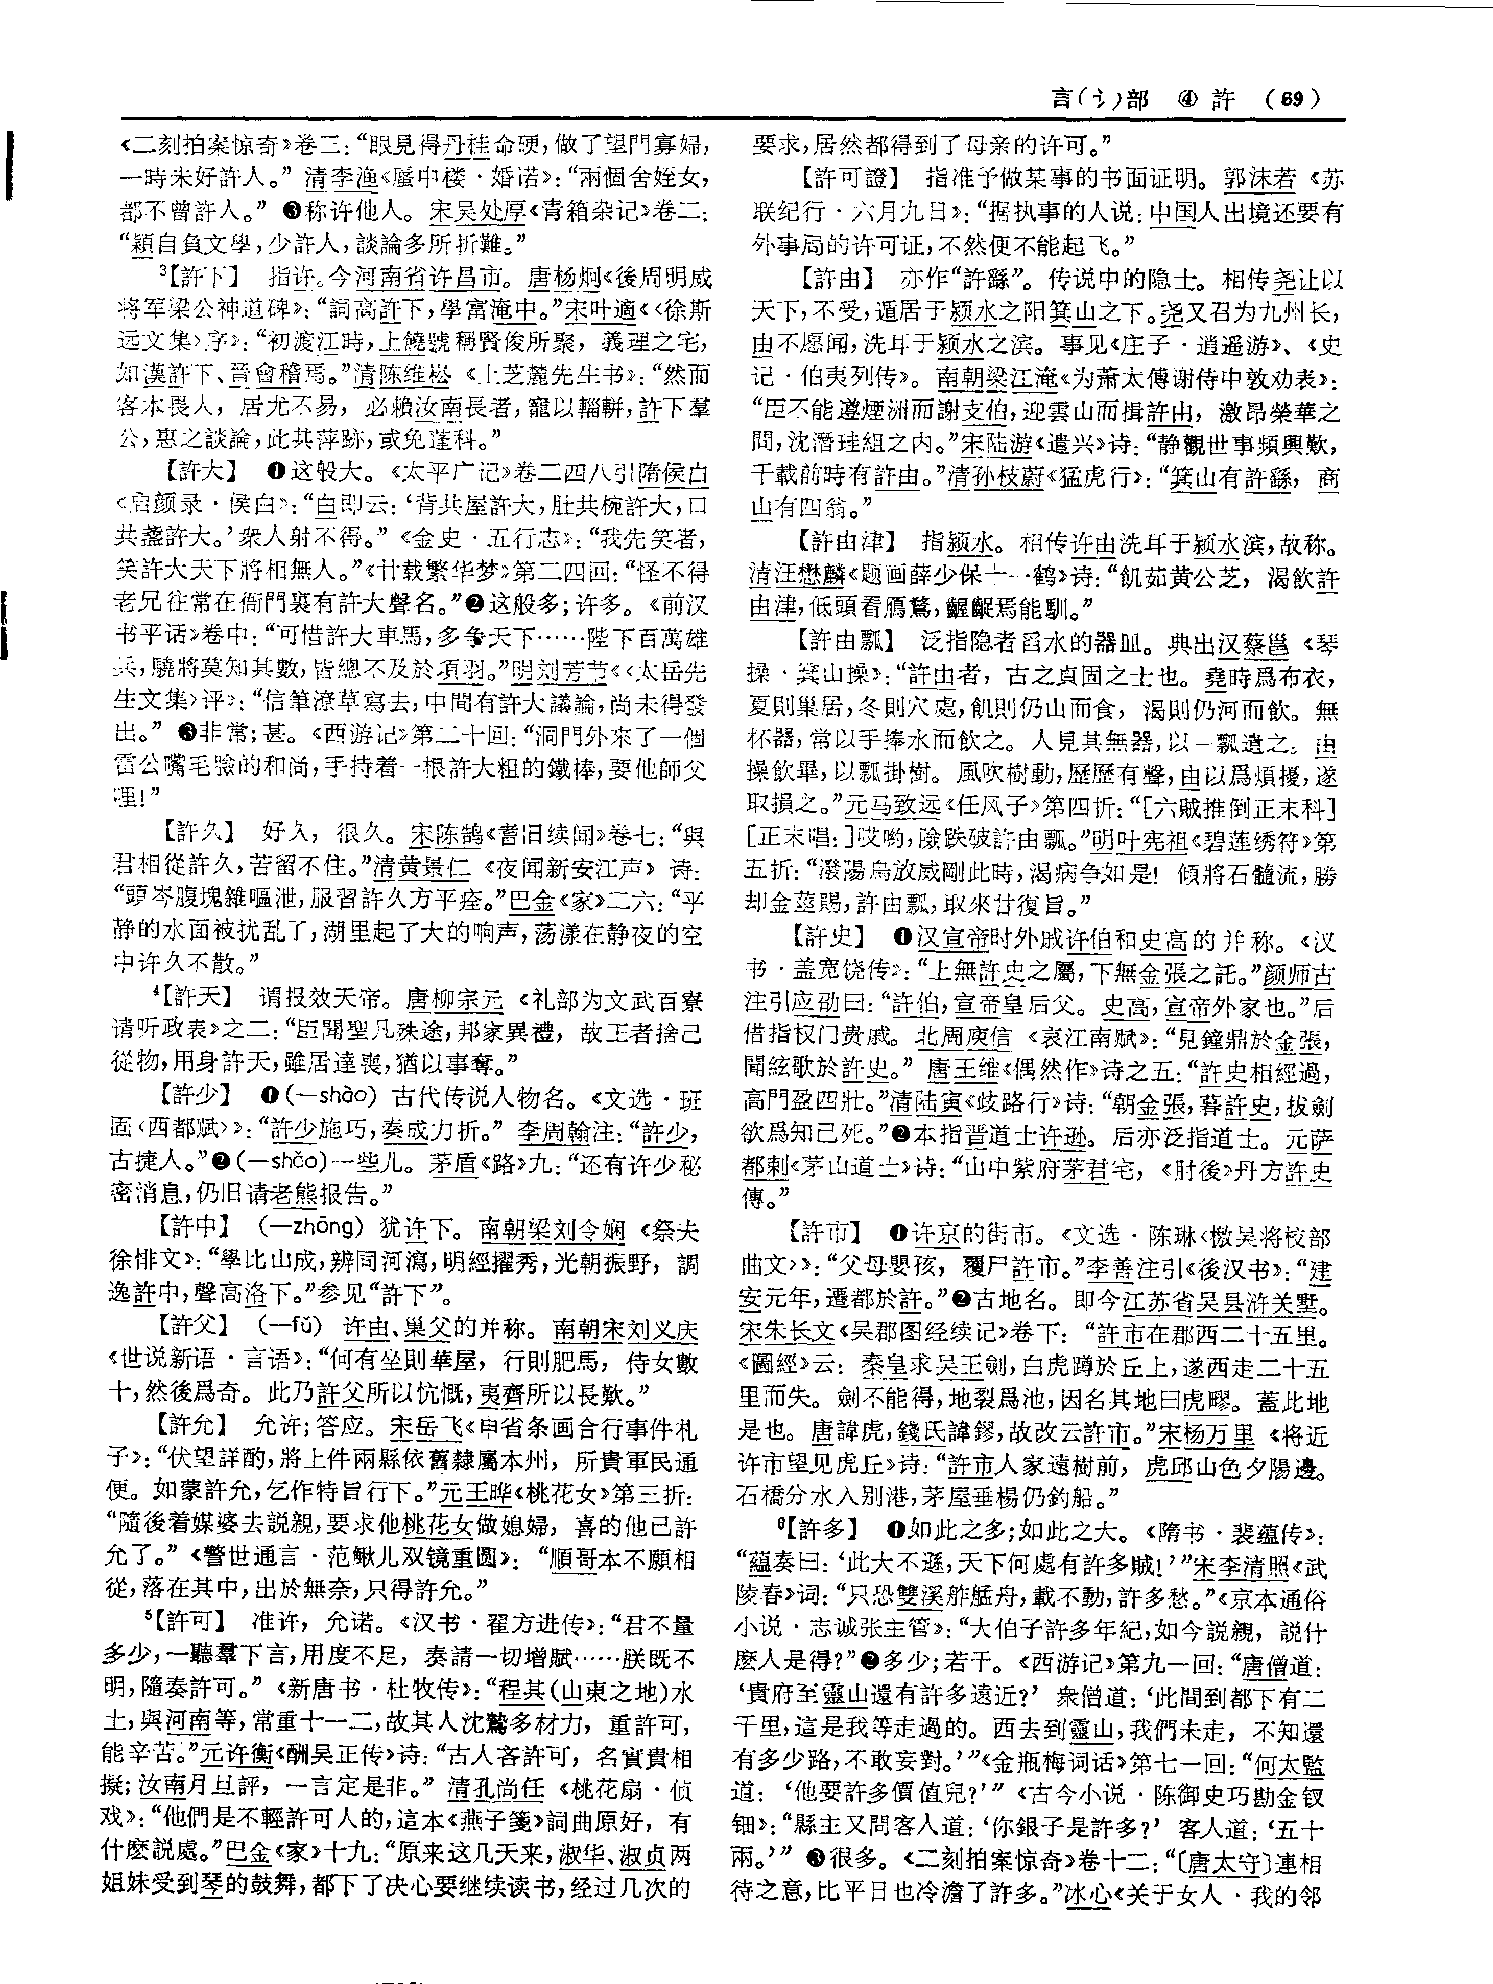 言(讠)部 ④ 許 (69)
《二刻拍案惊奇》卷三：“眼見得丹桂命硬，做了望門寡婦，
一時未好許人。”清李渔《蜃中楼·婚诺》：“兩個舍姪女，
都不曾許人。”❸称许他人。宋吴处厚《青箱杂记》卷二：
“穎自負文學，少許人，談論多所折難。”
³【許下】 指许。今河南省许昌市。唐杨炯《後周明威
将军梁公神道碑》：“詞高許下，學富淹中。”宋叶適《〈徐斯
远文集〉序》：“初渡江時，上饒號稱賢俊所聚，義理之宅，
如漢許下、晉會稽焉。”清陈维崧《上芝麓先生书》：“然而
客本畏人，居尤不易，必賴汝南長者，寵以輜軿，許下羣
公，惠之談論，此共萍跡，或免蓬科。”
【許大】 ❶这般大。《太平广记》卷二四八引隋侯白
《启颜录·侯白》：“白即云：‘背共屋許大，肚共椀許大，口
共盞許大。’衆人射不得。”《金史·五行志》：“我先笑者，
笑許大天下將相無人。”《廿载繁华梦》第二四回：“怪不得
老兄往常在衙門裏有許大聲名。”❷这般多；许多。《前汉
书平话》卷中：“可惜許大車馬，多争天下……陛下百萬雄
兵，驍將莫知其數，皆總不及於項羽。”明刘芳节《〈太岳先
生文集〉评》：“信筆潦草寫去，中間有許大議論，尚未得發
出。”❸非常；甚。《西游记》第二十回：“洞門外來了一個
雷公嘴毛臉的和尚，手持着一根許大粗的鐵棒，要他師父
哩！”
【許久】 好久，很久。宋陈鹄《耆旧续闻》卷七：“與
君相從許久，苦留不住。”清黄景仁《夜闻新安江声》诗：
“頭岑腹塊雜嘔泄，服習許久方平痊。”巴金《家》二六：“平
静的水面被扰乱了，湖里起了大的响声，荡漾在静夜的空
中许久不散。”
⁴【許天】 谓报效天帝。唐柳宗元《礼部为文武百寮
请听政表》之二：“臣聞聖凡殊途，邦家異禮，故王者捨己
從物，用身許天，雖居達喪，猶以事奪。”
【許少】 ❶(—shào) 古代传说人物名。《文选·班
固〈西都赋〉》：“許少施巧，秦成力折。”李周翰注：“許少，
古捷人。”❷(—shǎo)一些儿。茅盾《路》九：“还有许少秘
密消息，仍旧请老熊报告。”
【許中】 (—zhōng) 犹许下。南朝梁刘令娴《祭夫
徐悱文》：“學比山成，辨同河瀉，明經擢秀，光朝振野，調
逸許中，聲高洛下。”参见“許下”。
【許父】 (—fǔ) 许由、巢父的并称。南朝宋刘义庆
《世说新语·言语》：“何有坐則華屋，行則肥馬，侍女數
十，然後爲奇。此乃許父所以忼慨，夷齊所以長歎。”
【許允】 允许；答应。宋岳飞《申省条画合行事件札
子》：“伏望詳酌，將上件兩縣依舊隸屬本州，所貴軍民通
便。如蒙許允，乞作特旨行下。”元王晔《桃花女》第三折：
“隨後着媒婆去説親，要求他桃花女做媳婦，喜的他已許
允了。”《警世通言·范鳅儿双镜重圆》：“順哥本不願相
從，落在其中，出於無奈，只得許允。”
⁵【許可】 准许，允诺。《汉书·翟方进传》：“君不量
多少，一聽羣下言，用度不足，奏請一切增賦……朕既不
明，隨奏許可。”《新唐书·杜牧传》：“程其(山東之地)水
土，與河南等，常重十一二，故其人沈鷙多材力，重許可，
能辛苦。”元许衡《酬吴正传》诗：“古人吝許可，名實貴相
擬；汝南月旦評，一言定是非。”清孔尚任《桃花扇·侦
戏》：“他們是不輕許可人的，這本《燕子箋》詞曲原好，有
什麽説處。”巴金《家》十九：“原来这几天来，淑华、淑贞两
姐妹受到琴的鼓舞，都下了决心要继续读书，经过几次的
要求，居然都得到了母亲的许可。”
【許可證】 指准予做某事的书面证明。郭沫若《苏
联纪行·六月九日》：“据执事的人说：中国人出境还要有
外事局的许可证，不然便不能起飞。”
【許由】 亦作“許繇”。传说中的隐士。相传尧让以
天下，不受，遁居于颍水之阳箕山之下。尧又召为九州长，
由不愿闻，洗耳于颍水之滨。事见《庄子·逍遥游》、《史
记·伯夷列传》。南朝梁江淹《为萧太傅谢侍中敦劝表》：
“臣不能遵煙洲而謝支伯，迎雲山而揖許由，激昂榮華之
間，沈潛珪組之内。”宋陆游《遣兴》诗：“静觀世事頻興歎，
千載前時有許由。”清孙枝蔚《猛虎行》：“箕山有許繇，商
山有四翁。”
【許由津】 指颍水。相传许由洗耳于颍水滨，故称。
清汪懋麟《题画薛少保十一鹤》诗：“飢茹黄公芝，渴飲許
由津，低頭看鴈鶩，齷齪焉能馴。”
【許由瓢】 泛指隐者舀水的器皿。典出汉蔡邕《琴
操·箕山操》：“許由者，古之貞固之士也。堯時爲布衣，
夏則巢居，冬則穴處，飢則仍山而食，渴則仍河而飲。無
杯器，常以手捧水而飲之。人見其無器，以一瓢遺之。由
操飲畢，以瓢掛樹。風吹樹動，歷歷有聲，由以爲煩擾，遂
取損之。”元马致远《任风子》第四折：“[六贼推倒正末科]
[正末唱：]哎喲，險跌破許由瓢。”明叶宪祖《碧莲绣符》第
五折：“潑陽烏放威剛此時，渴病争如是！傾將石髓流，勝
却金莖賜，許由瓢，取來甘復旨。”
【許史】 ❶汉宣帝时外戚许伯和史高的并称。《汉
书·盖宽饶传》：“上無許史之屬，下無金張之託。”颜师古
注引应劭曰：“許伯，宣帝皇后父。史高，宣帝外家也。”后
借指权门贵戚。北周庾信《哀江南赋》：“見鐘鼎於金張，
聞絃歌於許史。”唐王维《偶然作》诗之五：“許史相經過，
高門盈四牡。”清陆寅《歧路行》诗：“朝金張，暮許史，拔劍
欲爲知己死。”❷本指晋道士许逊。后亦泛指道士。元萨
都剌《茅山道士》诗：“山中紫府茅君宅，《肘後》丹方許史
傳。”
【許市】 ❶许京的街市。《文选·陈琳〈檄吴将校部
曲文〉》：“父母嬰孩，覆尸許市。”李善注引《後汉书》：“建
安元年，遷都於許。”❷古地名。即今江苏省吴县浒关墅。
宋朱长文《吴郡图经续记》卷下：“許市在郡西二十五里。
《圖經》云：秦皇求吴王劍，白虎蹲於丘上，遂西走二十五
里而失。劍不能得，地裂爲池，因名其地曰虎疁。蓋此地
是也。唐諱虎，錢氏諱鏐，故改云許市。”宋杨万里《将近
许市望见虎丘》诗：“許市人家遠樹前，虎邱山色夕陽邊。
石橋分水入别港，茅屋垂楊仍釣船。”
⁶【許多】 ❶如此之多；如此之大。《隋书·裴蕴传》：
“蕴奏曰：‘此大不遜，天下何處有許多賊！’”宋李清照《武
陵春》词：“只恐雙溪舴艋舟，載不動，許多愁。”《京本通俗
小说·志诚张主管》：“大伯子許多年紀，如今説親，説什
麽人是得？”❷多少；若干。《西游记》第九一回：“唐僧道：
‘貴府至靈山還有許多遠近？’衆僧道：‘此間到都下有二
千里，這是我等走過的。西去到靈山，我們未走，不知還
有多少路，不敢妄對。’”《金瓶梅词话》第七一回：“何太監
道：‘他要許多價值兒？’”《古今小说·陈御史巧勘金钗
钿》：“縣主又問客人道：‘你銀子是許多？’客人道：‘五十
兩。’”❸很多。《二刻拍案惊奇》卷十二：“〔唐太守〕連相
待之意，比平日也冷澹了許多。”冰心《关于女人·我的邻